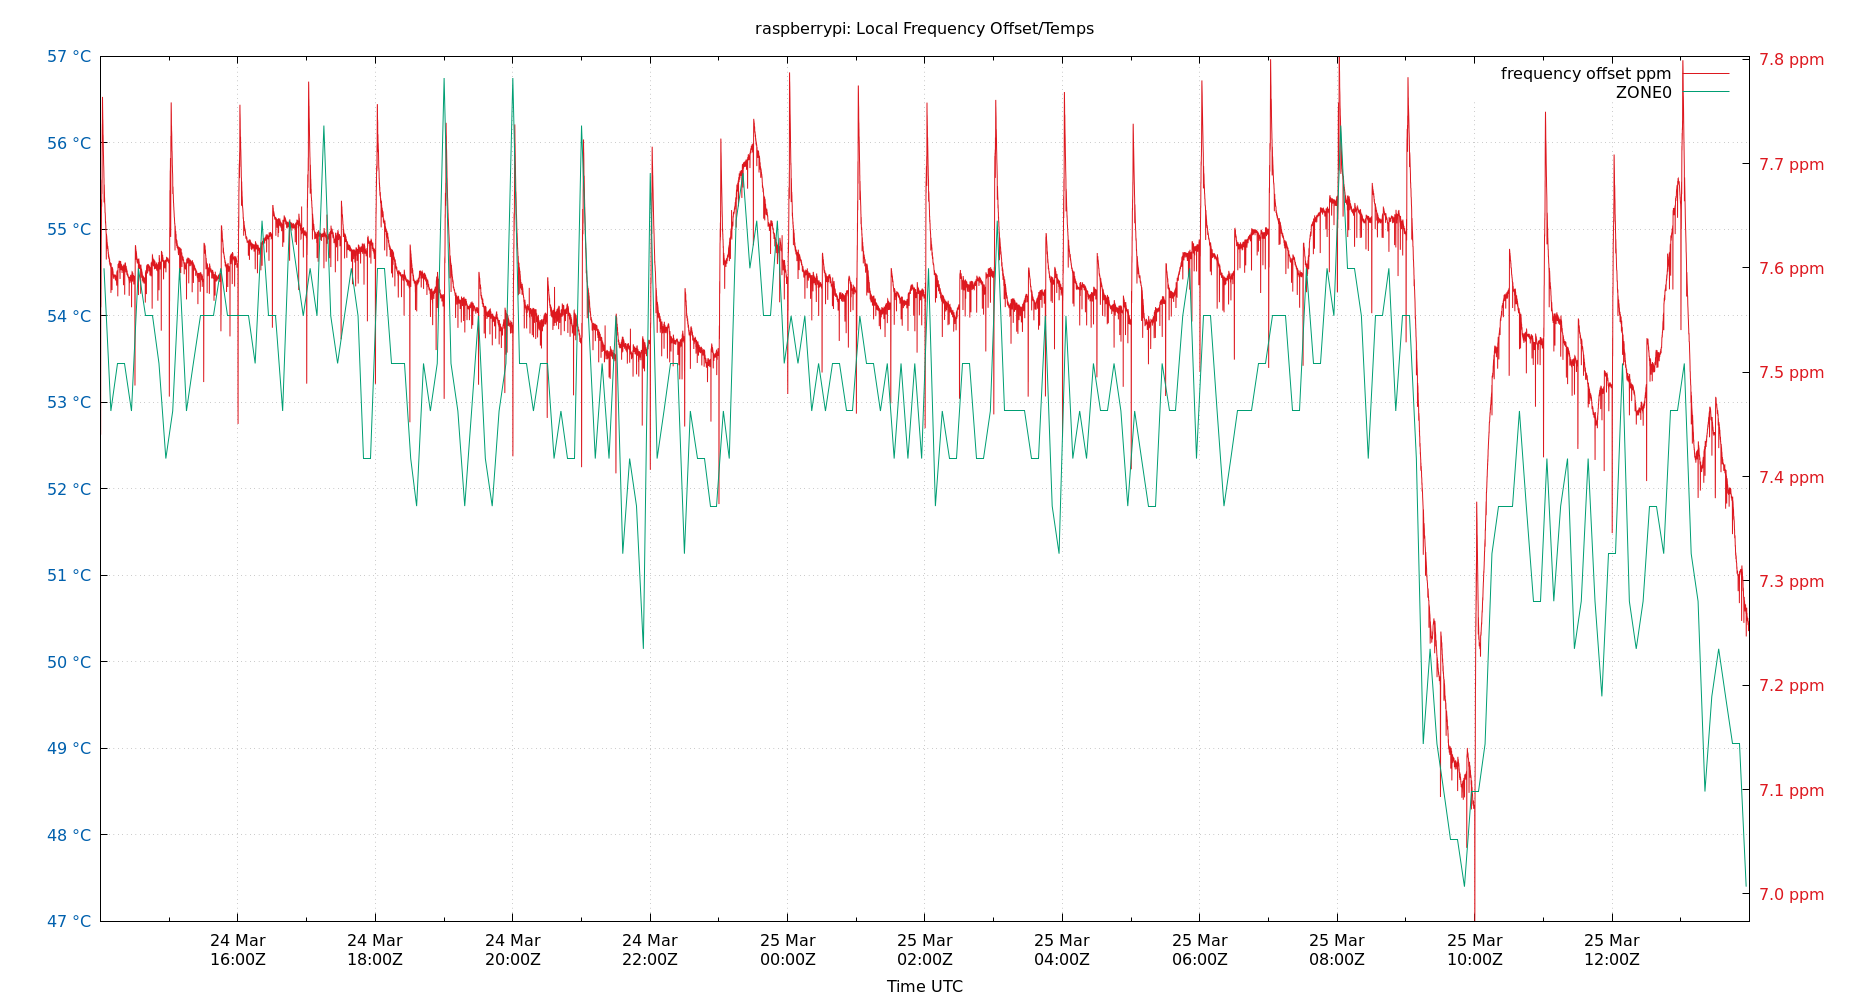 raspberrypi: Local Frequency Offset/Temps
57 °C
56 °C
55 °C
54 °C
53 °C
52 °C
51 °C
50 °C
49 °C
48 °C
47 °C
frequency offset ppm
ZONE0
7.8 ppm
7.7 ppm
7.6 ppm
7.5 ppm
7.4 ppm
7.3 ppm
7.2 ppm
7.1 ppm
7.0 ppm
24 Mar
16:00Z
24 Mar
18:00Z
24 Mar
20:00Z
24 Mar
22:00Z
25 Mar
00:00Z
25 Mar
02:00Z
25 Mar
04:00Z
25 Mar
06:00Z
25 Mar
08:00Z
25 Mar
10:00Z
25 Mar
12:00Z
Time UTC